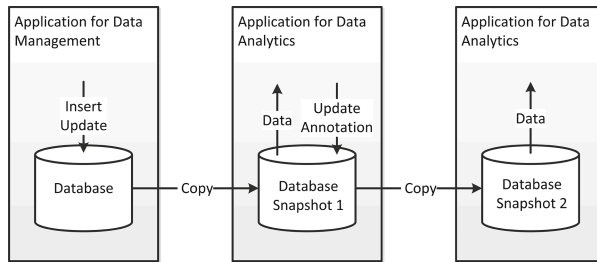 Application for Data
Management
Insert
Update
Database
Copy
Application for Data
Analytics
Data
Update
Annotation
Database
Snapshot 1
Copy
Application for Data
Analytics
Data
Database
Snapshot 2